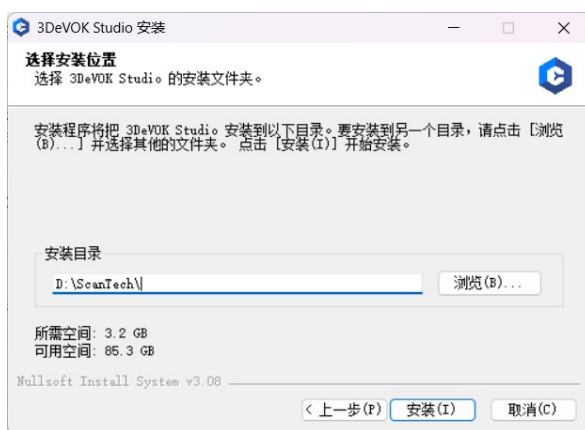 3DeVOK Studio 安装
选择安装位置
选择 3DeVOK Studio 的安装文件夹。
安装程序将把 3DeVOK Studio 安装到以下目录。要安装到另一个目录，请点击 [浏览
(B)...] 并选择其他的文件夹。 点击 [安装(I)] 开始安装。
安装目录
D:\ScanTech\
浏览(B)...
所需空间: 3.2 GB
可用空间: 85.3 GB
Nullsoft Install System v3.08
< 上一步(P)
安装(I)
取消(C)